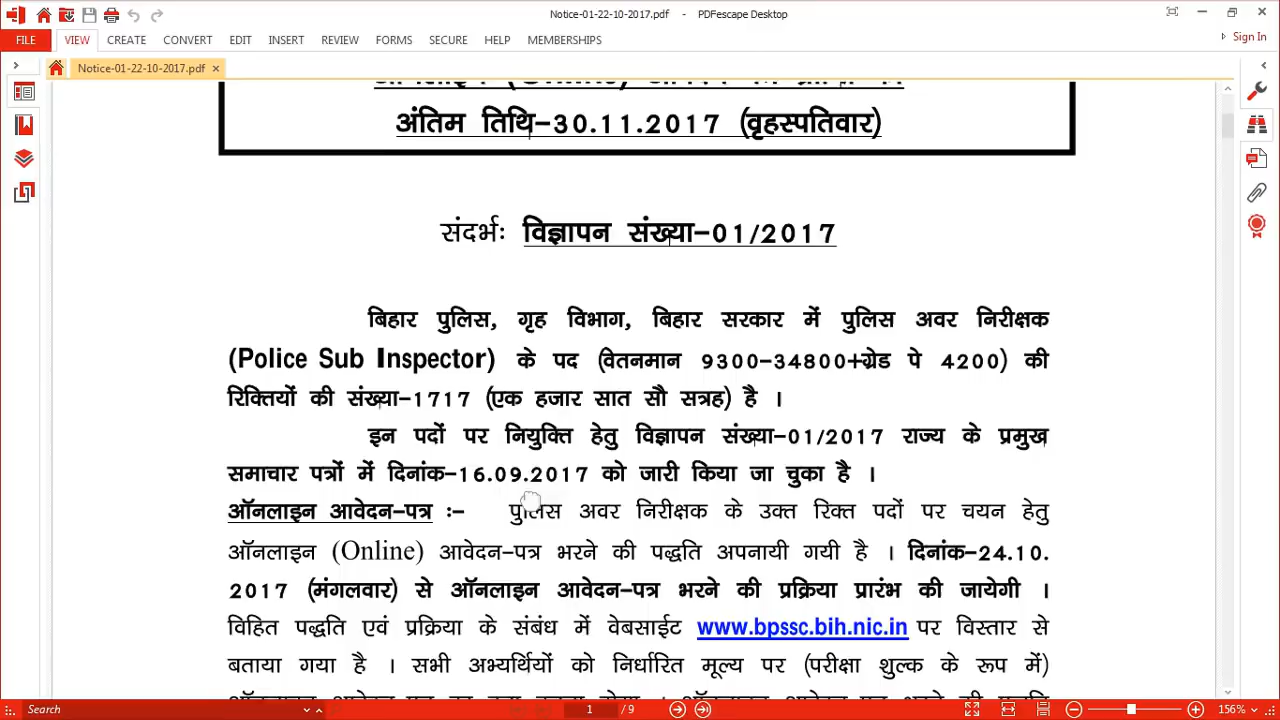 Notice-01-22-10-2017.pdf - PDFescape Desktop
FILE VIEW CREATE CONVERT EDIT INSERT REVIEW FORMS SECURE HELP MEMBERSHIPS Sign In
Notice-01-22-10-2017.pdf
अंतिम तिथि-30.11.2017 (वृहस्पतिवार)
संदर्भः विज्ञापन संख्या-01/2017
बिहार पुलिस, गृह विभाग, बिहार सरकार में पुलिस अवर निरीक्षक
(Police Sub Inspector) के पद (वेतनमान 9300-34800+ग्रेड पे 4200) की
रिक्तियों की संख्या-1717 (एक हजार सात सौ सत्रह) है ।
इन पदों पर नियुक्ति हेतु विज्ञापन संख्या-01/2017 राज्य के प्रमुख
समाचार पत्रों में दिनांक-16.09.2017 को जारी किया जा चुका है ।
ऑनलाइन आवेदन-पत्र :- पुलिस अवर निरीक्षक के उक्त रिक्त पदों पर चयन हेतु
ऑनलाइन (Online) आवेदन-पत्र भरने की पद्धति अपनायी गयी है । दिनांक-24.10.
2017 (मंगलवार) से ऑनलाइन आवेदन-पत्र भरने की प्रक्रिया प्रारंभ की जायेगी ।
विहित पद्धति एवं प्रक्रिया के संबंध में वेबसाईट www.bpssc.bih.nic.in पर विस्तार से
बताया गया है । सभी अभ्यर्थियों को निर्धारित मूल्य पर (परीक्षा शुल्क के रूप में)
Search 1 / 9 156%